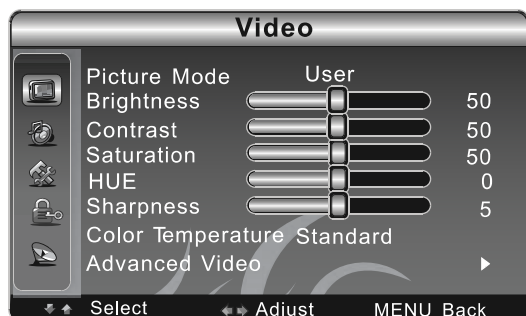 Video
Picture Mode User
Brightness 50
Contrast 50
Saturation 50
HUE 0
Sharpness 5
Color Temperature Standard
Advanced Video
Select Adjust MENU Back